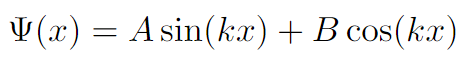 Ψ(x) = A sin(kx) + B cos(kx)